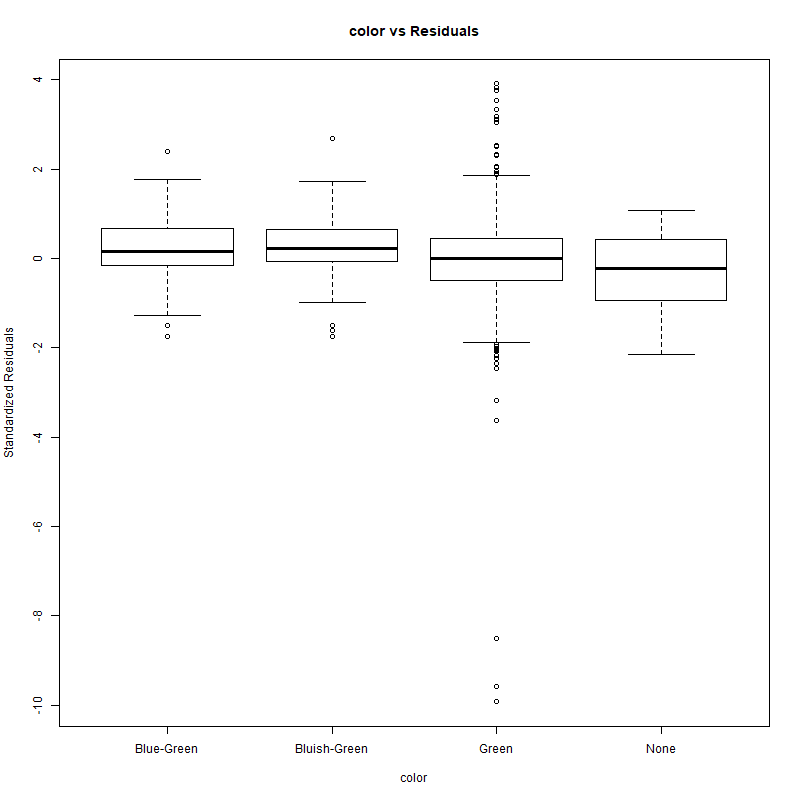 color vs Residuals
Standardized Residuals
4
2
0
-2
-4
-6
-8
-10
Blue-Green Bluish-Green Green None
color